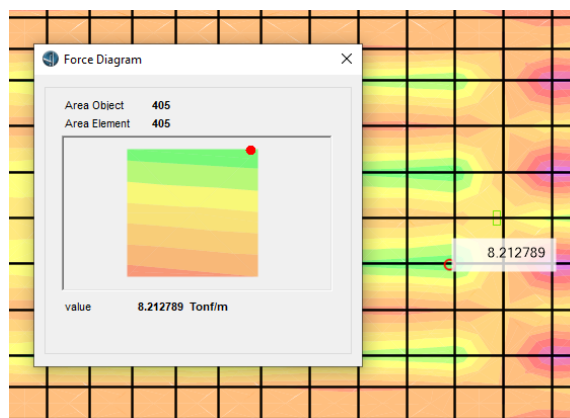 Force Diagram
Area Object 405
Area Element 405
8.212789
value 8.212789 Tonf/m